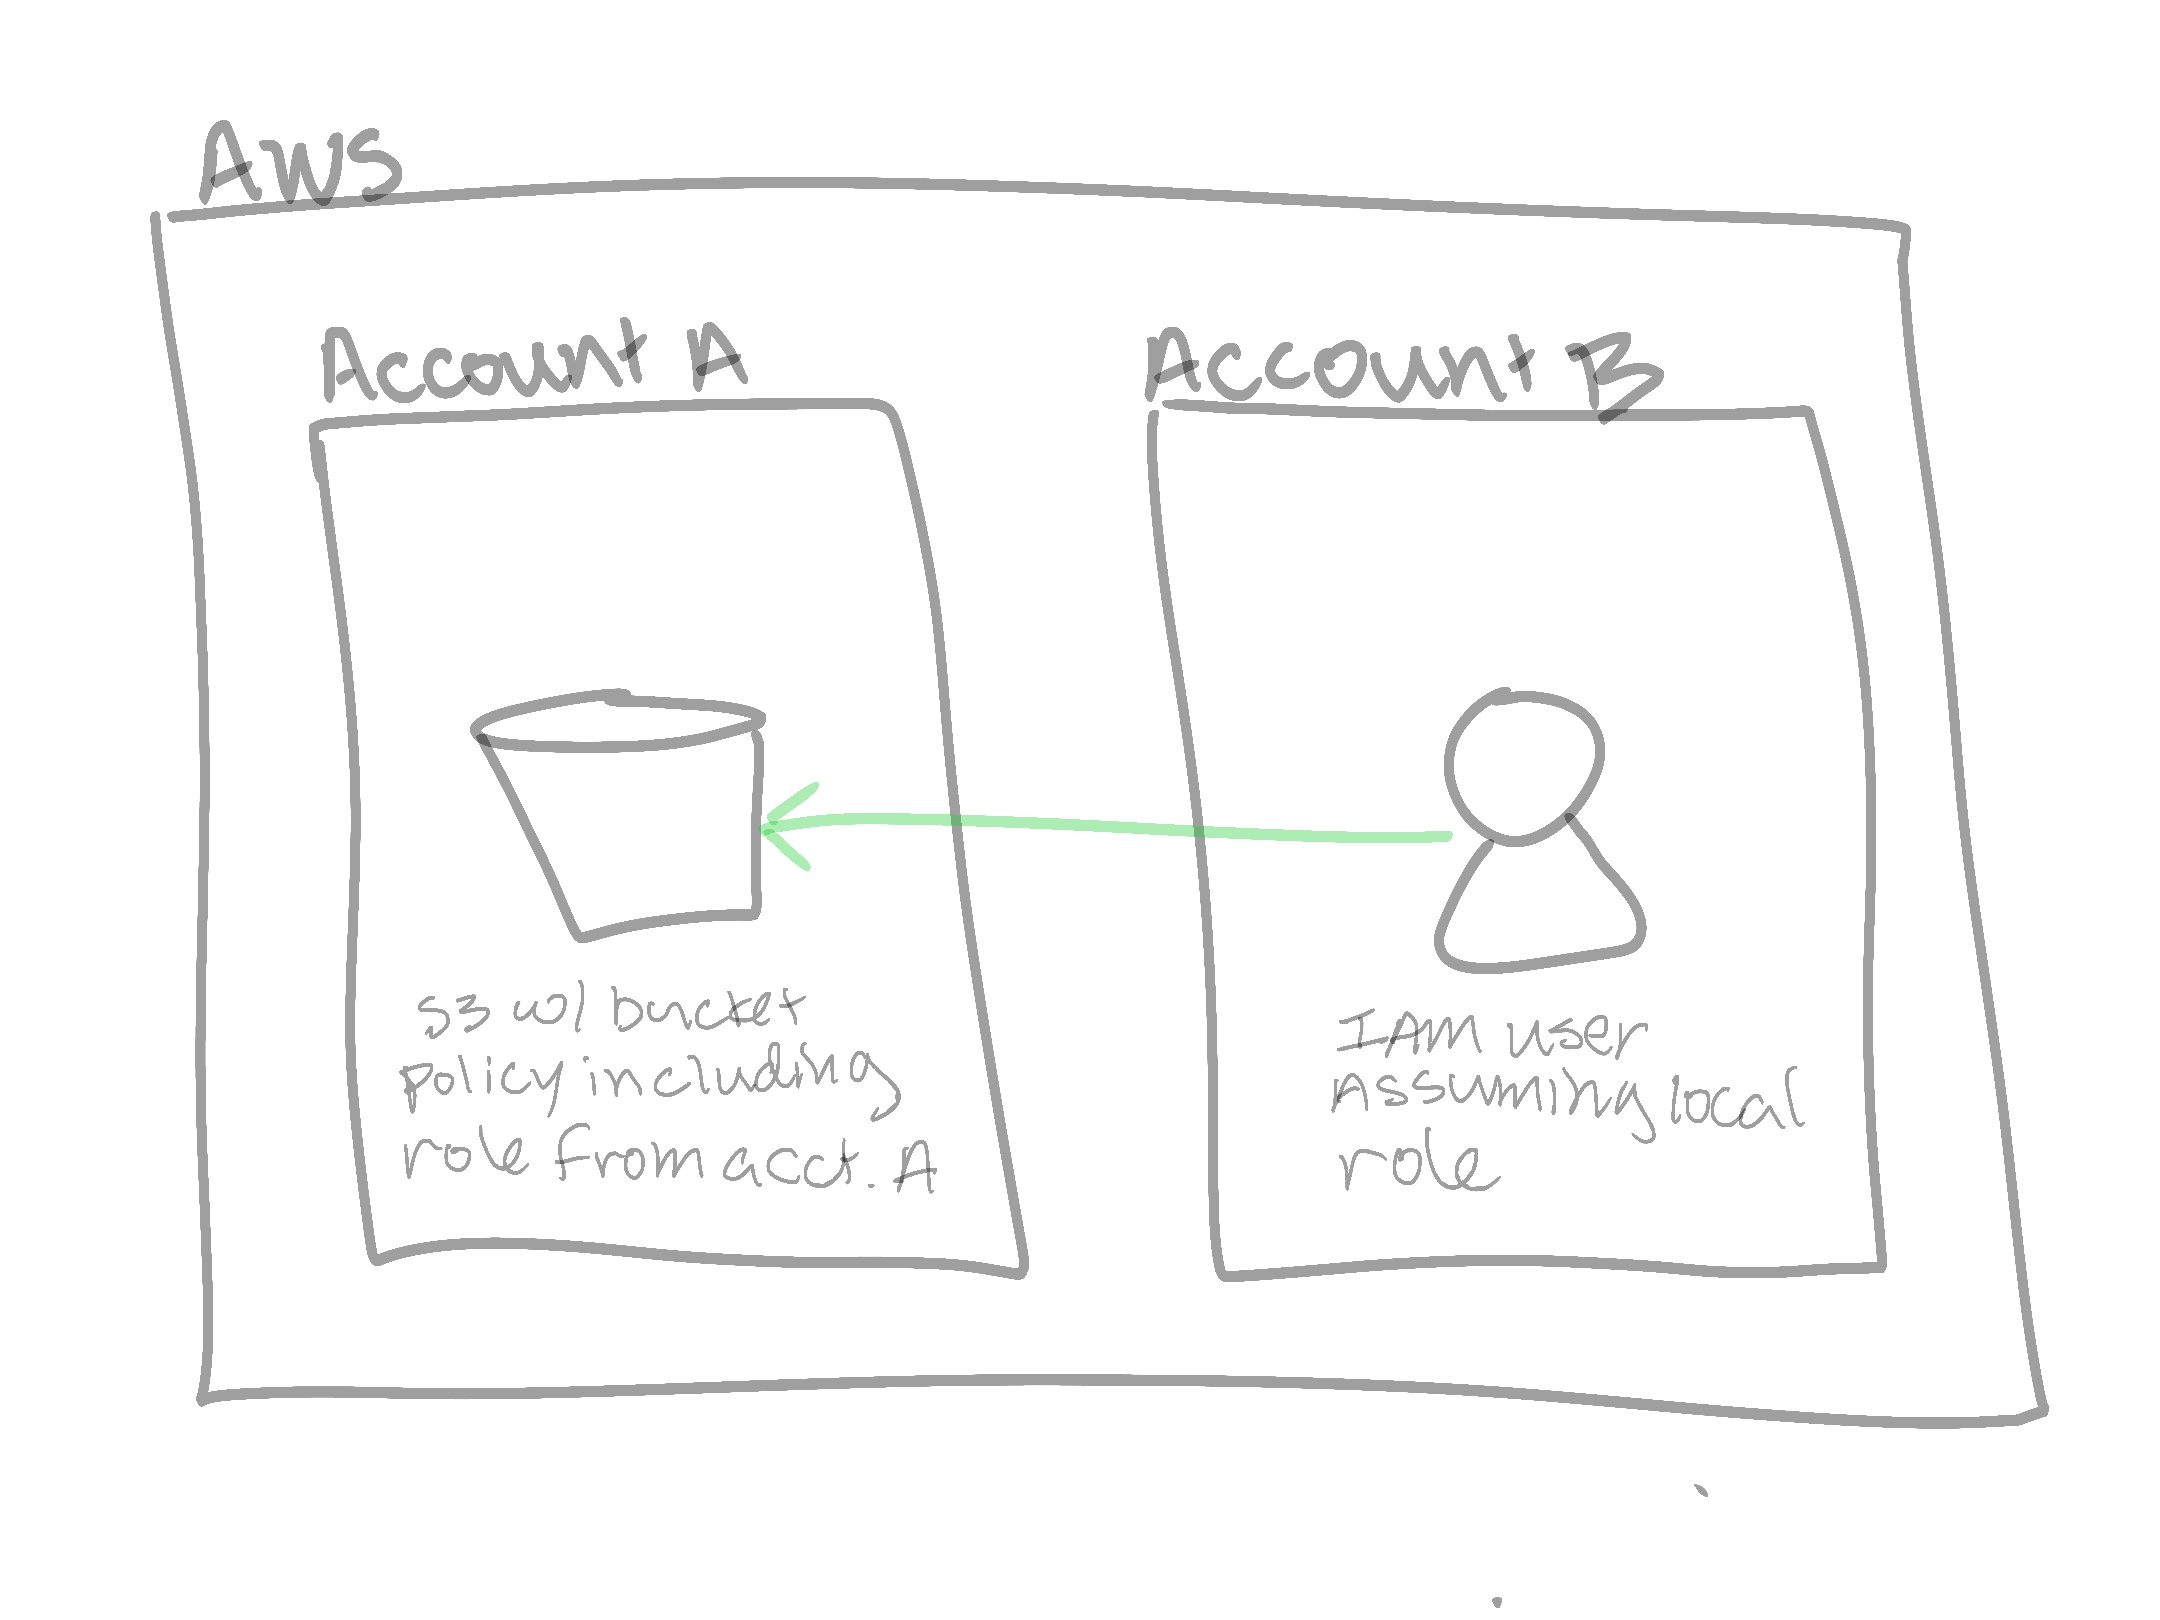 AWS
Account A
Account B
S3 w/ bucket
policy including
role from acct. A
IAM user
Assuming local
role